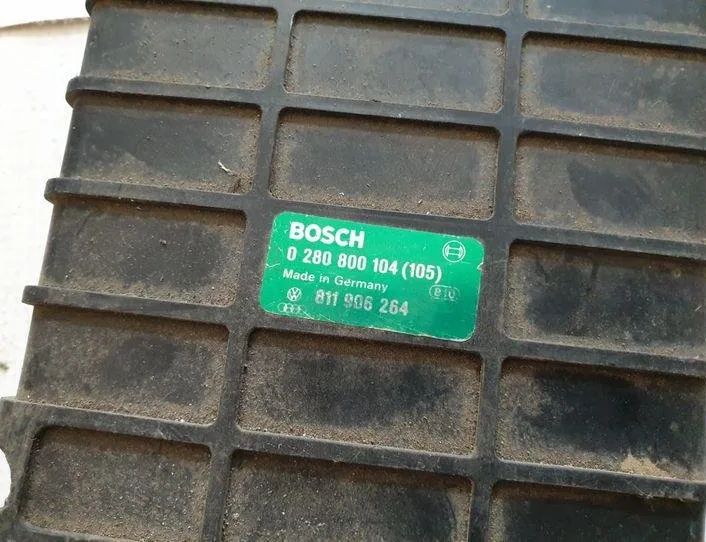 BOSCH
0 280 800 104 (105)
Made in Germany
811 906 264